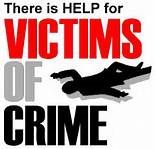 There is HELP for
VICTIMS
OF
CRIME